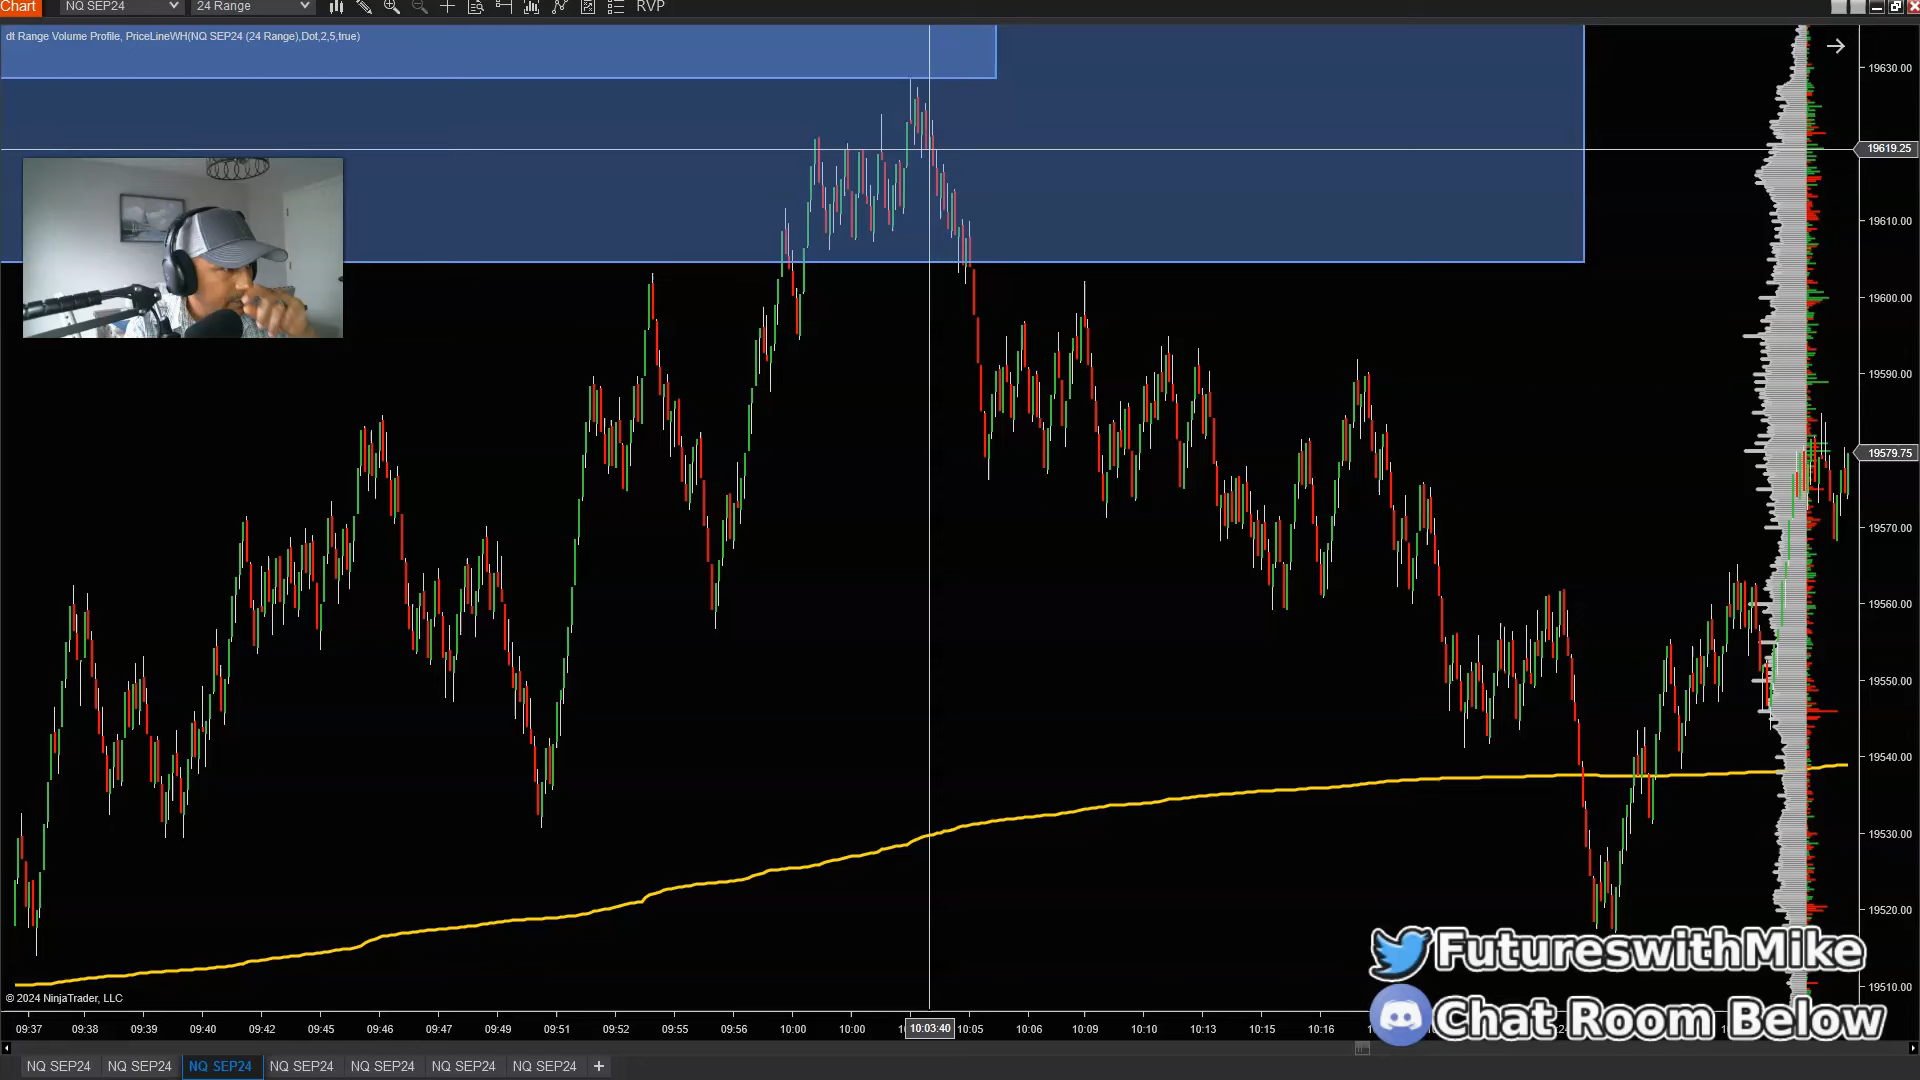 Chart NQ SEP24 24 Range RVP
dt Range Volume Profile, PriceLineWH(NQ SEP24 (24 Range),Dot,2,5,true)
19630.00
19619.25
19610.00
19600.00
19590.00
19579.75
19570.00
19560.00
19550.00
19540.00
19530.00
19520.00
19510.00
FutureswithMike
© 2024 NinjaTrader, LLC
Chat Room Below
09:37 09:38 09:39 09:40 09:42 09:45 09:46 09:47 09:49 09:51 09:52 09:55 09:56 10:00 10:00 10:03:40 10:05 10:06 10:09 10:10 10:13 10:15 10:16
NQ SEP24 NQ SEP24 NQ SEP24 NQ SEP24 NQ SEP24 NQ SEP24 NQ SEP24 +